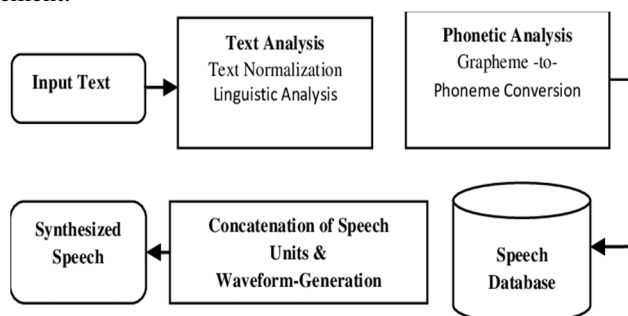 Input Text
Text Analysis
Text Normalization
Linguistic Analysis
Phonetic Analysis
Grapheme -to-
Phoneme Conversion
Synthesized
Speech
Concatenation of Speech
Units &
Waveform-Generation
Speech
Database